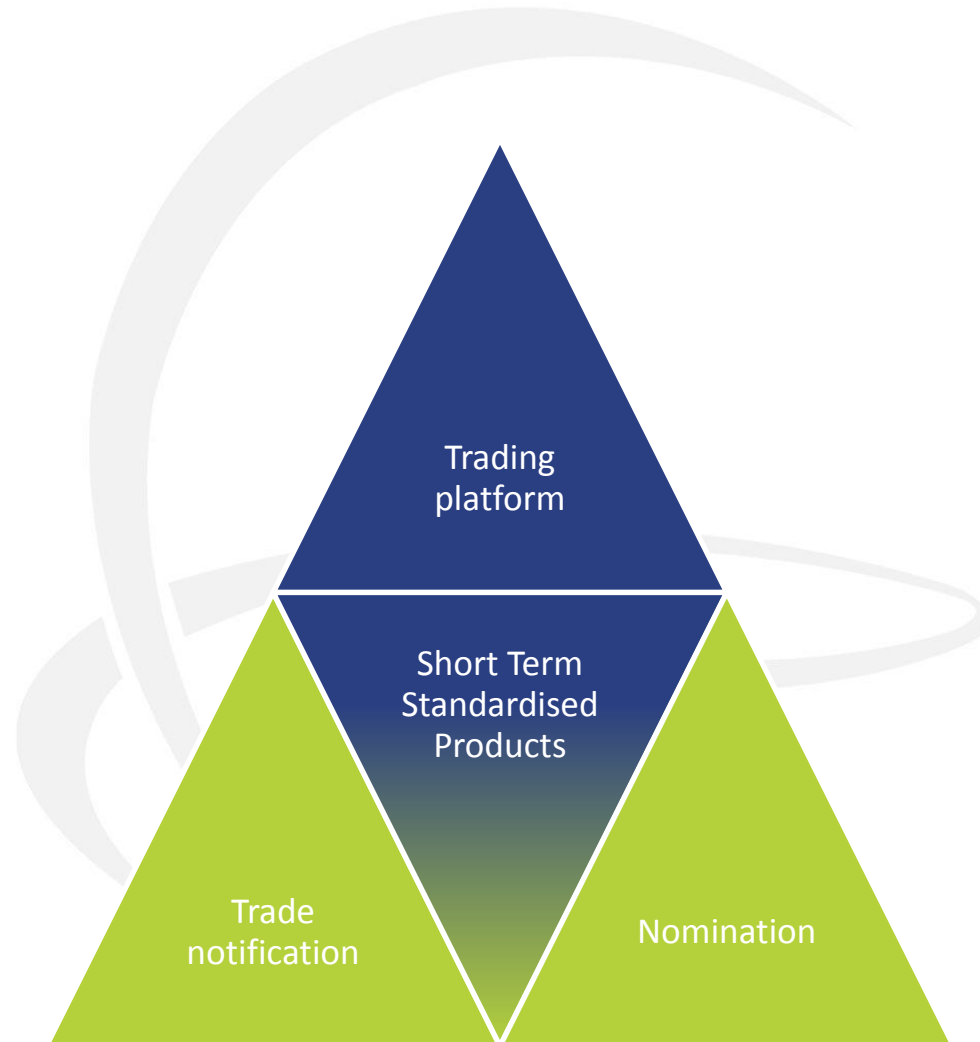 Trading
platform
Short Term
Standardised
Products
Trade
notification
Nomination